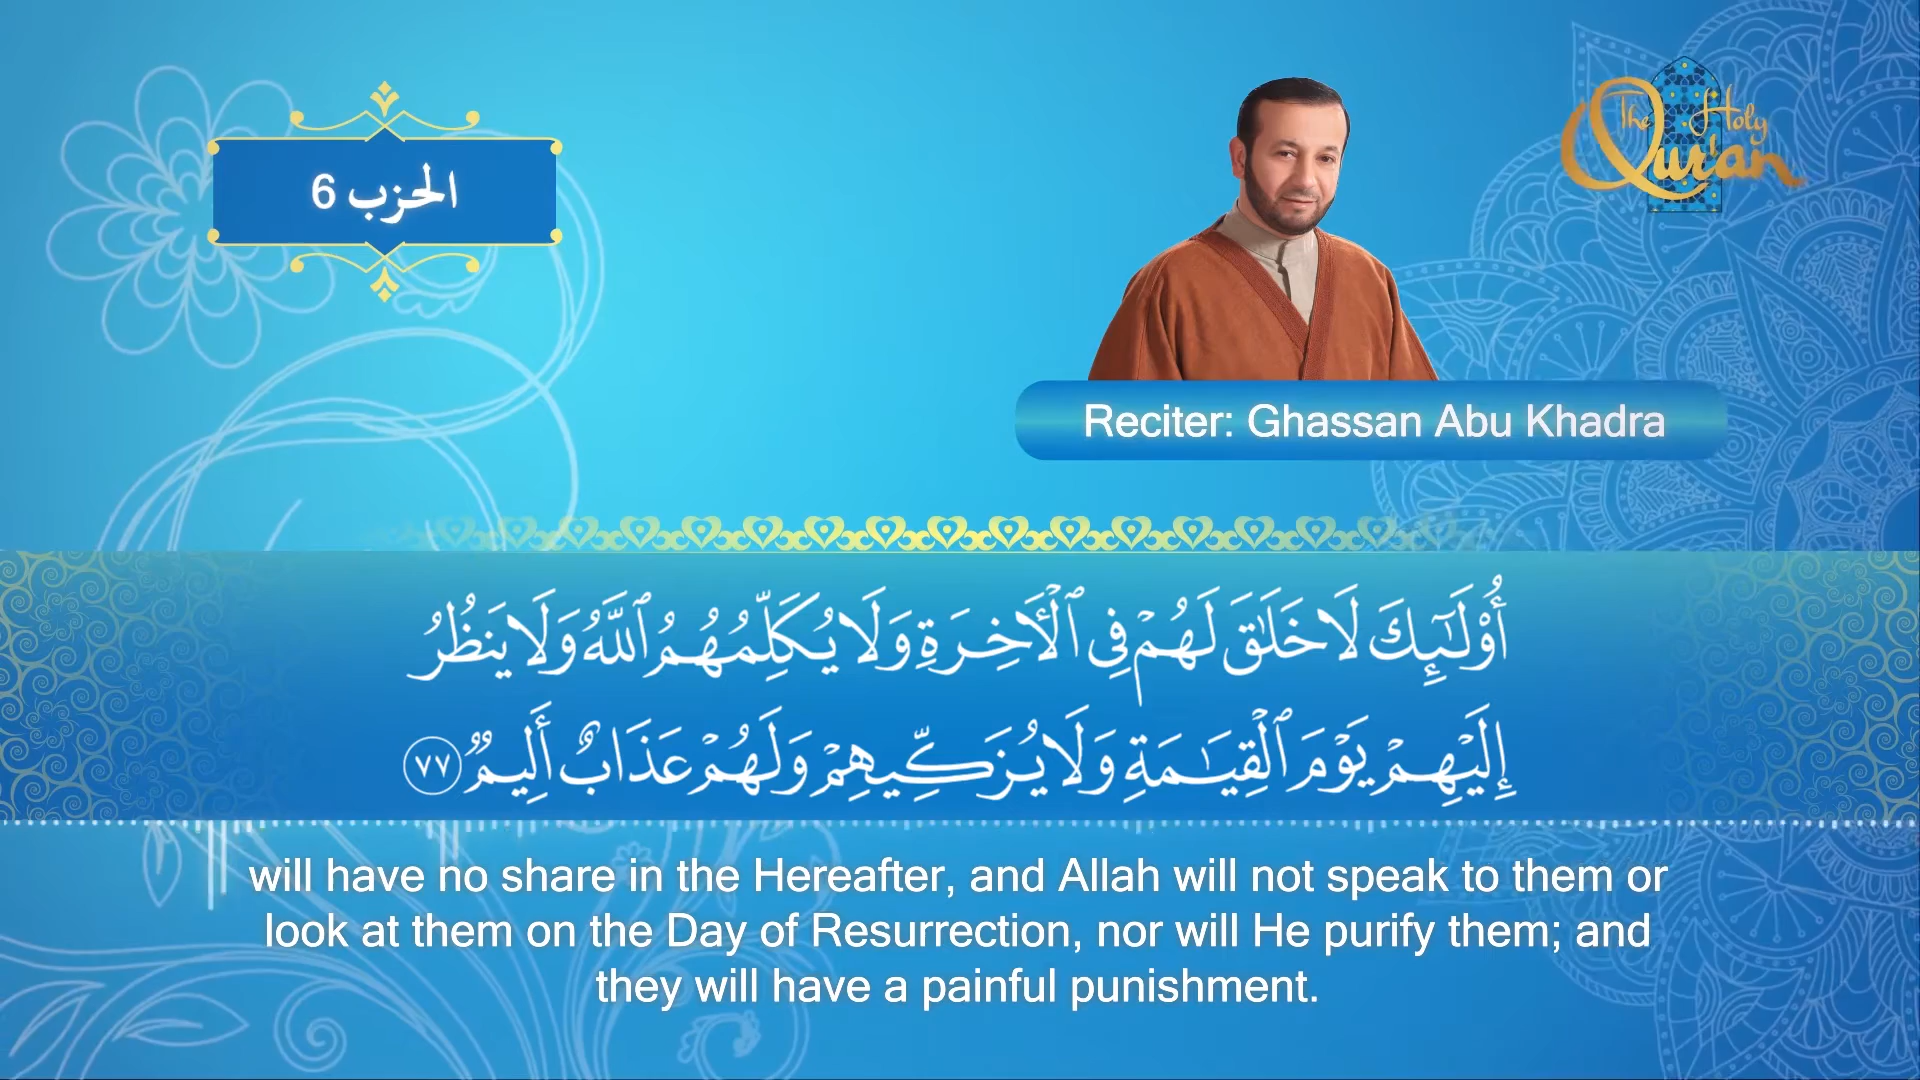 الحزب 6
The Holy
Qur'an
Reciter: Ghassan Abu Khadra
أُو۟لَٰٓئِكَ لَا خَلَٰقَ لَهُمْ فِى ٱلْأَخِرَةِ وَلَا يُكَلِّمُهُمُ ٱللَّهُ وَلَا يَنظُرُ
إِلَيْهِمْ يَوْمَ ٱلْقِيَٰمَةِ وَلَا يُزَكِّيهِمْ وَلَهُمْ عَذَابٌ أَلِيمٌ ٧٧
will have no share in the Hereafter, and Allah will not speak to them or
look at them on the Day of Resurrection, nor will He purify them; and
they will have a painful punishment.